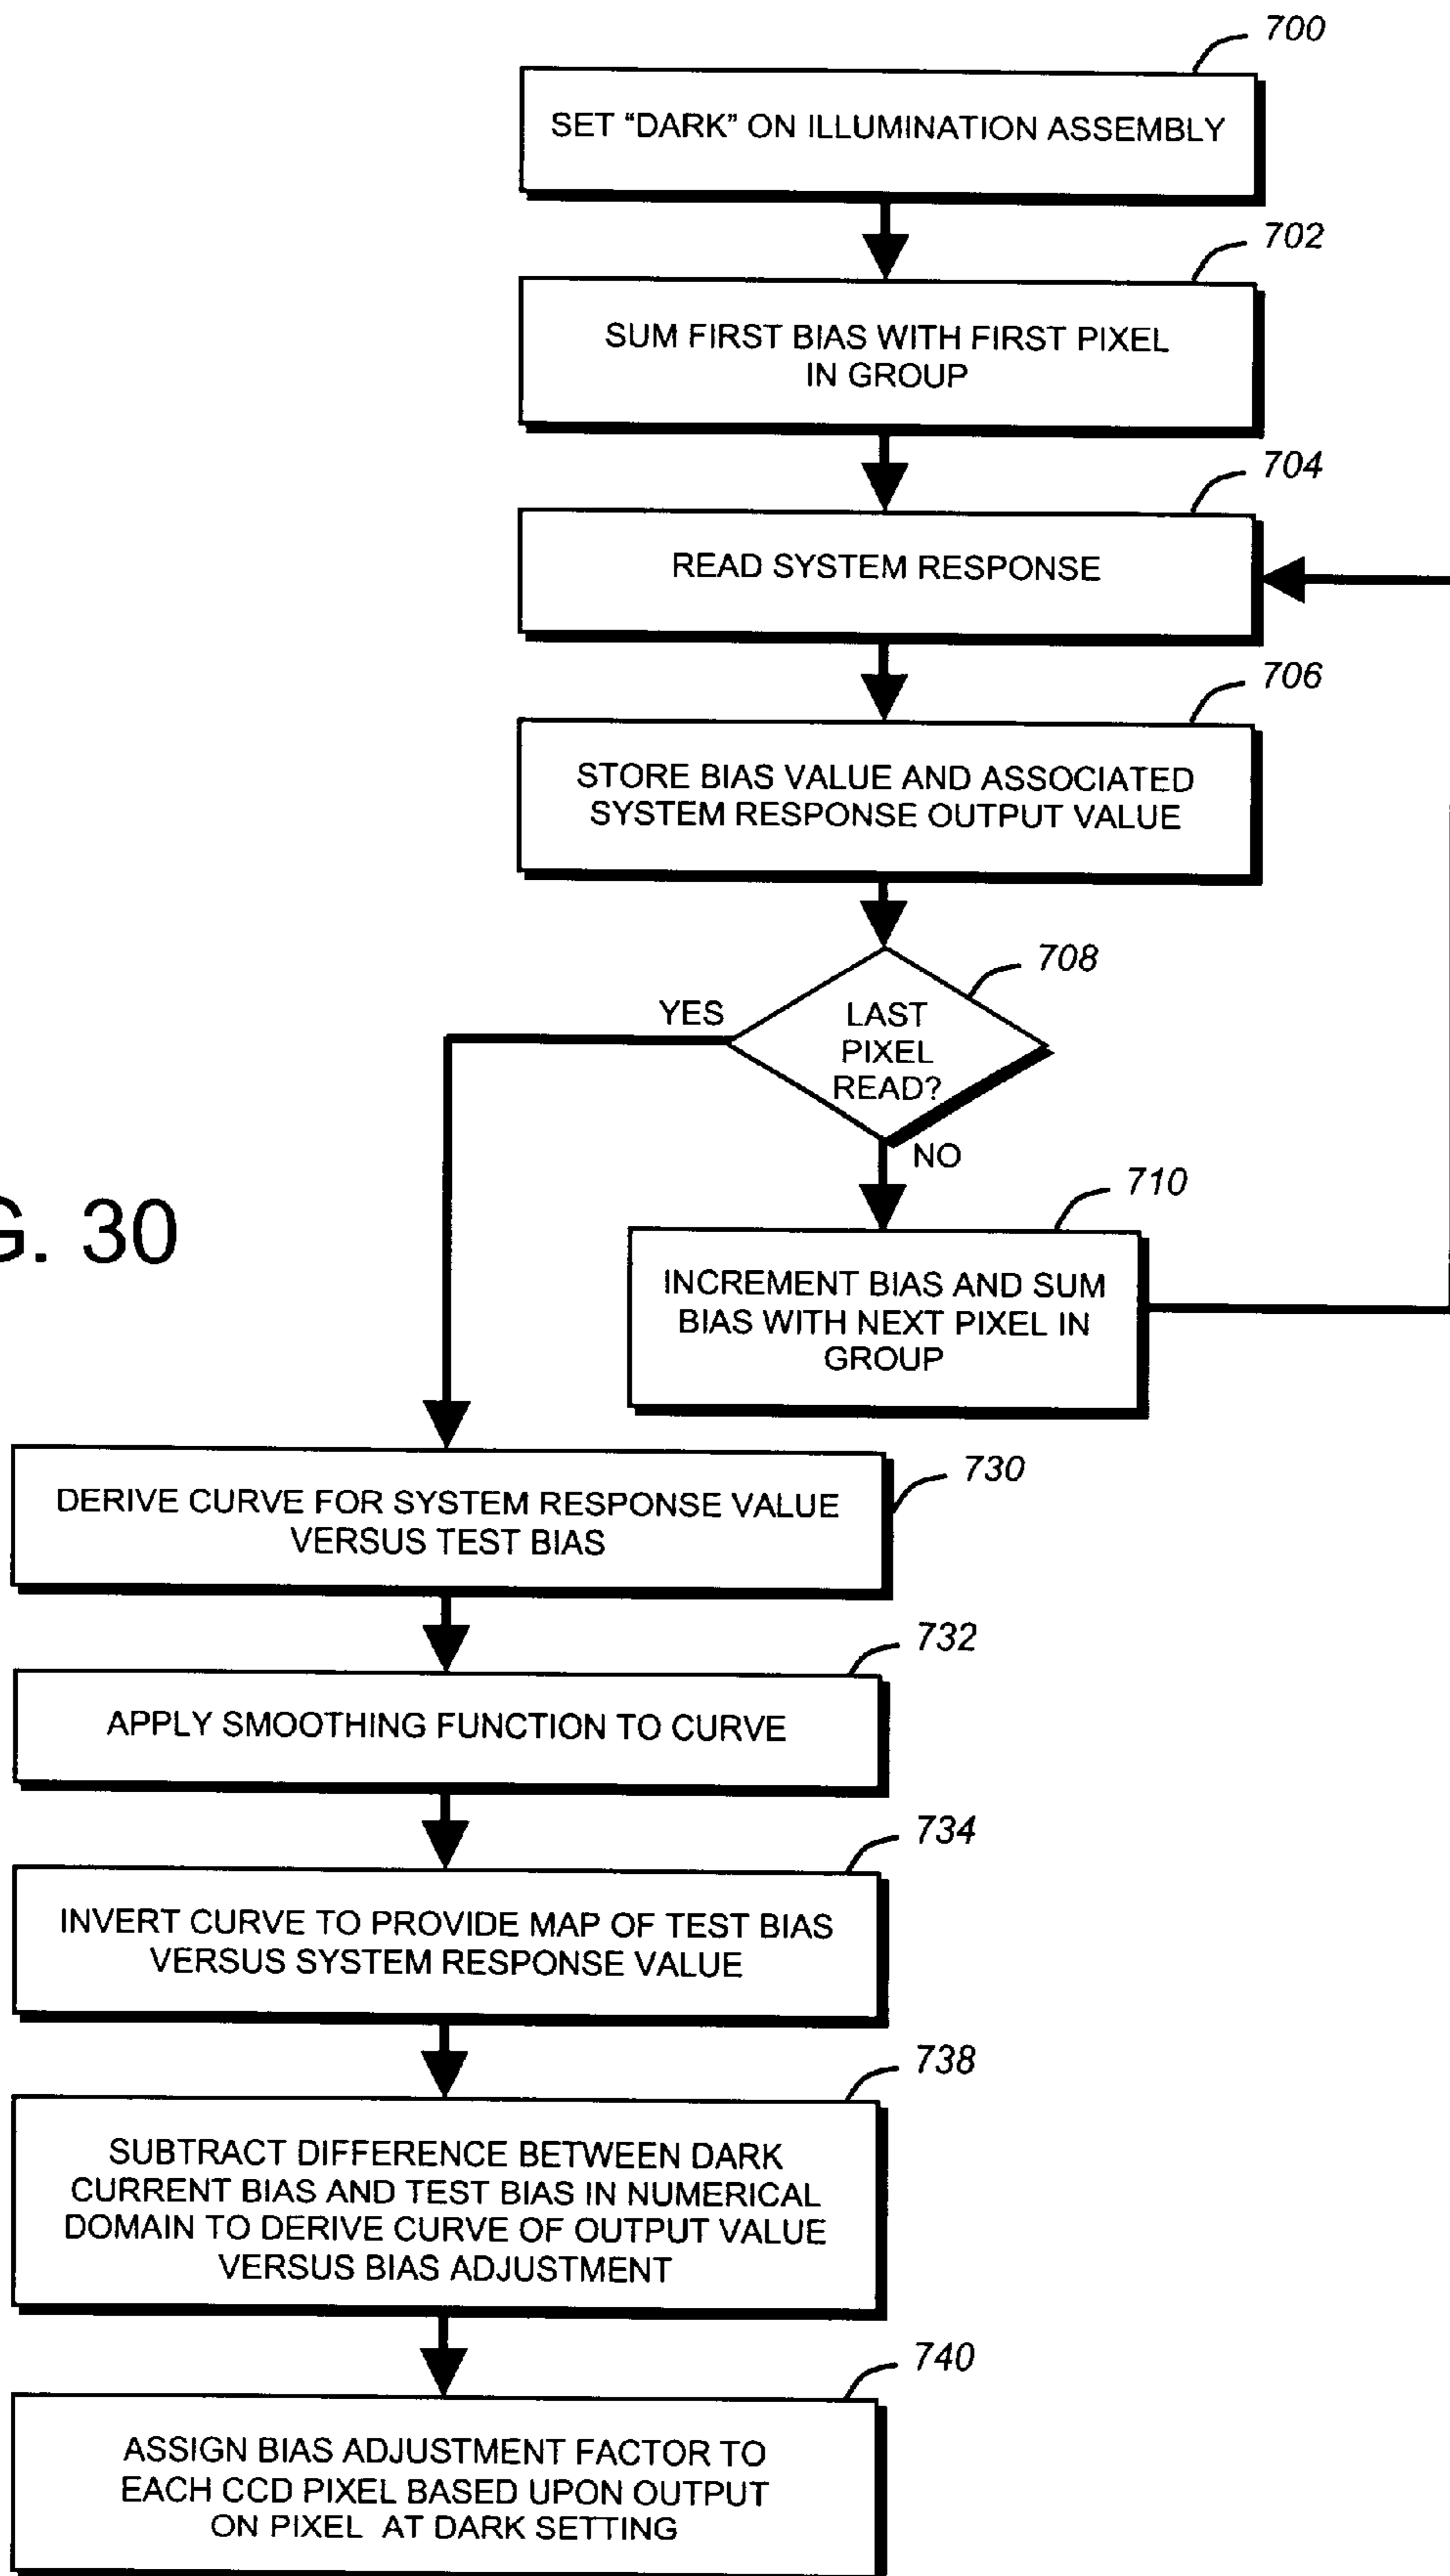 700
SET "DARK" ON ILLUMINATION ASSEMBLY
702
SUM FIRST BIAS WITH FIRST PIXEL
IN GROUP
704
READ SYSTEM RESPONSE
706
STORE BIAS VALUE AND ASSOCIATED
SYSTEM RESPONSE OUTPUT VALUE
708
YES
LAST
PIXEL
READ?
NO
710
G. 30
INCREMENT BIAS AND SUM
BIAS WITH NEXT PIXEL IN
GROUP
730
DERIVE CURVE FOR SYSTEM RESPONSE VALUE
VERSUS TEST BIAS
732
APPLY SMOOTHING FUNCTION TO CURVE
734
INVERT CURVE TO PROVIDE MAP OF TEST BIAS
VERSUS SYSTEM RESPONSE VALUE
738
SUBTRACT DIFFERENCE BETWEEN DARK
CURRENT BIAS AND TEST BIAS IN NUMERICAL
DOMAIN TO DERIVE CURVE OF OUTPUT VALUE
VERSUS BIAS ADJUSTMENT
740
ASSIGN BIAS ADJUSTMENT FACTOR TO
EACH CCD PIXEL BASED UPON OUTPUT
ON PIXEL AT DARK SETTING